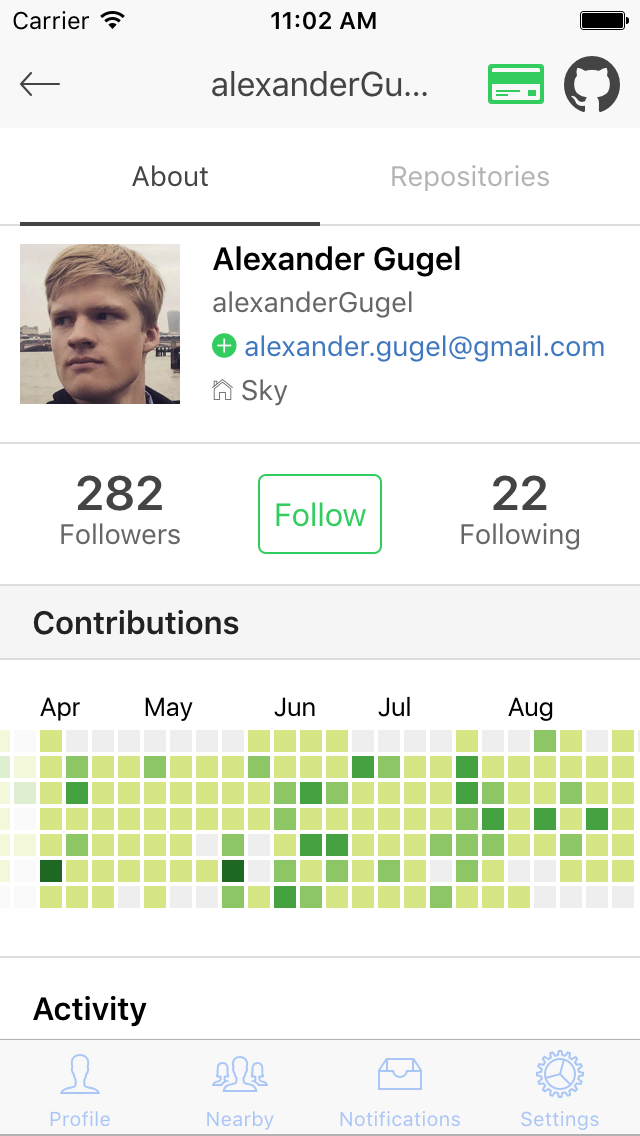 Carrier 11:02 AM
alexanderGu...
About Repositories
Alexander Gugel
alexanderGugel
alexander.gugel@gmail.com
Sky
282 22
Followers Follow Following
Contributions
Apr May Jun Jul Aug
Activity
Profile Nearby Notifications Settings